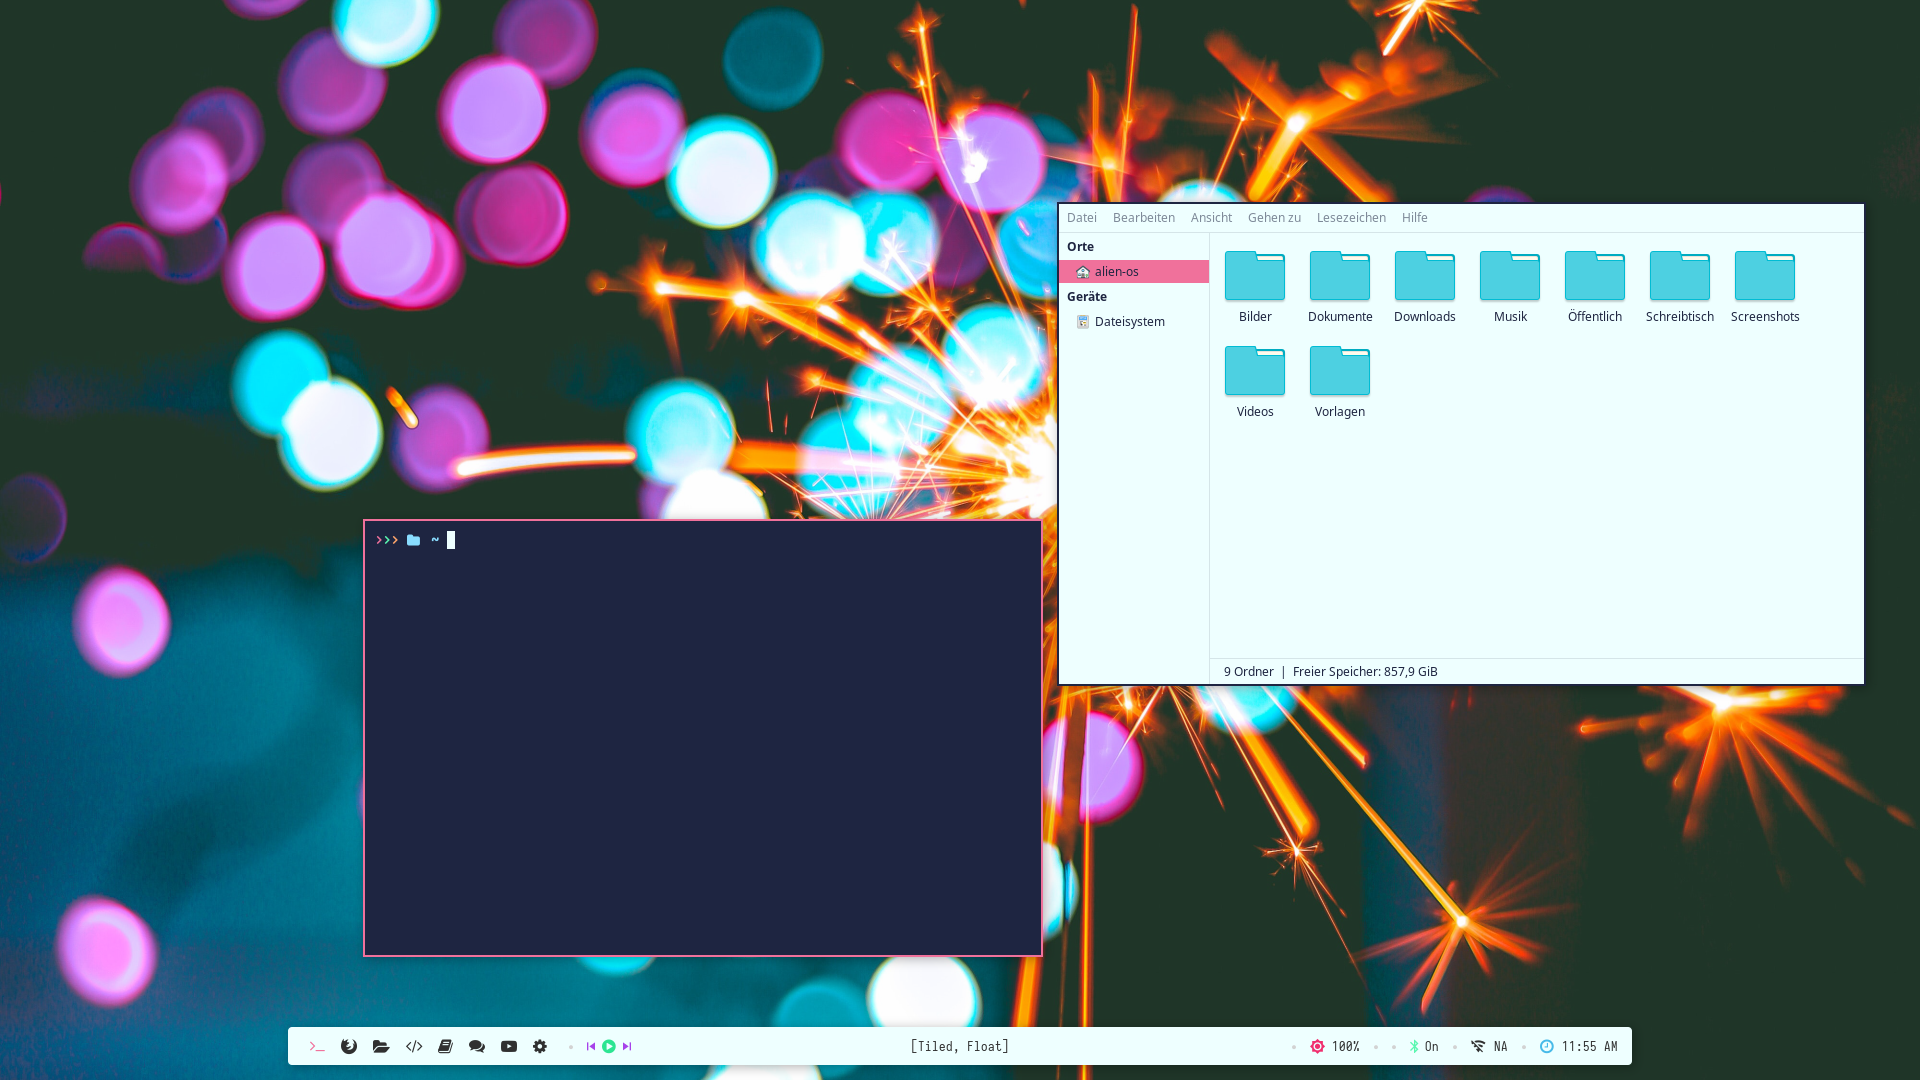 Datei Bearbeiten Ansicht Gehen zu Lesezeichen Hilfe
Orte
alien-os
Geräte
Dateisystem
Bilder Dokumente Downloads Musik Öffentlich Schreibtisch Screenshots
Videos Vorlagen
9 Ordner | Freier Speicher: 857,9 GiB
>>> ~
>_ </> [Tiled, Float] 100% On NA 11:55 AM